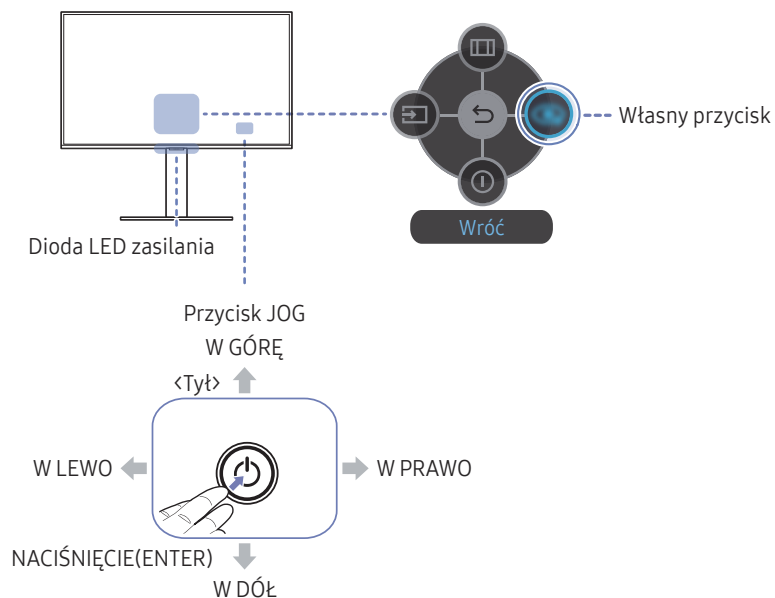 Własny przycisk
Wróć
Dioda LED zasilania
Przycisk JOG
W GÓRĘ
<Tył>
W LEWO
W PRAWO
NACIŚNIĘCIE(ENTER)
W DÓŁ